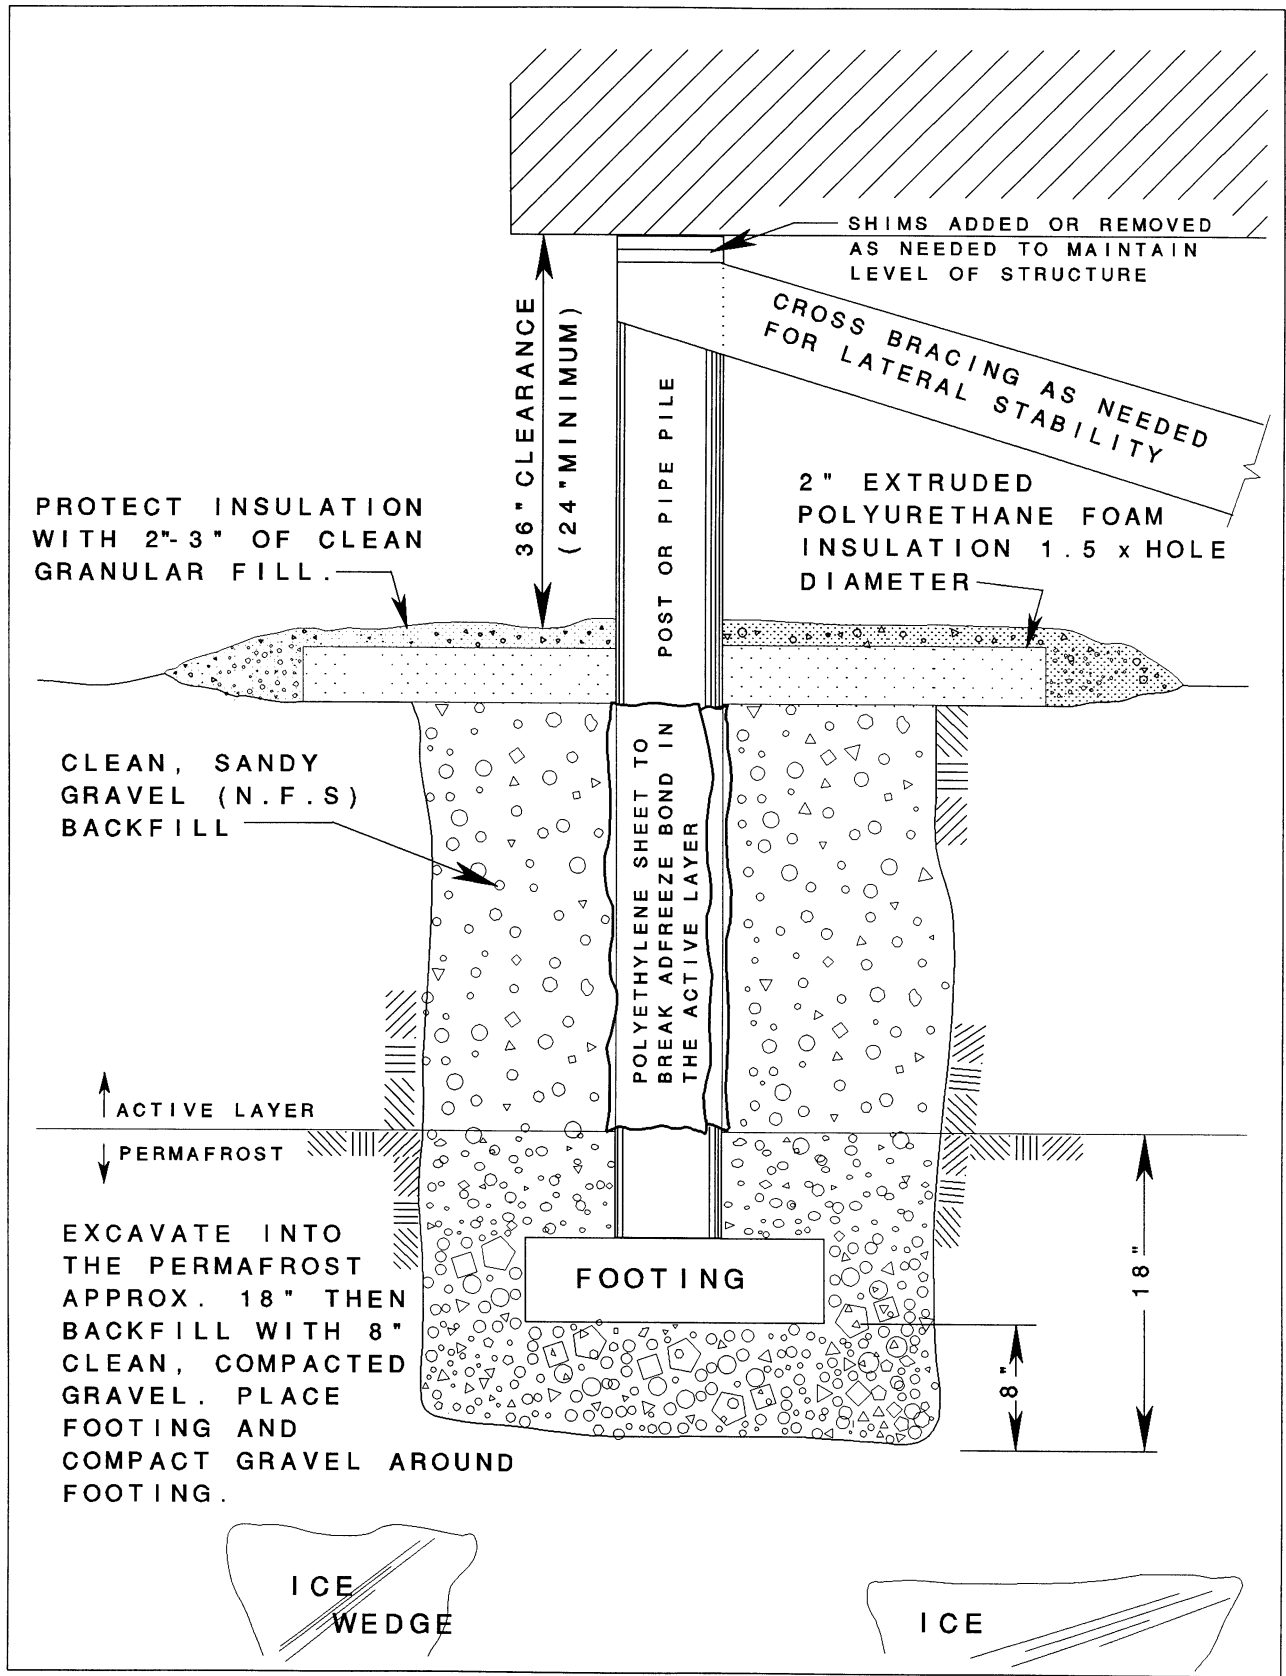 SHIMS ADDED OR REMOVED
AS NEEDED TO MAINTAIN
LEVEL OF STRUCTURE
CROSS BRACING AS NEEDED
FOR LATERAL STABILITY
36" CLEARANCE
(24"MINIMUM)
POST OR PIPE PILE
2" EXTRUDED
POLYURETHANE FOAM
INSULATION 1.5 x HOLE
DIAMETER
PROTECT INSULATION
WITH 2"-3" OF CLEAN
GRANULAR FILL.
CLEAN, SANDY
GRAVEL (N.F.S)
BACKFILL
POLYETHYLENE SHEET TO
BREAK ADFREEZE BOND IN
THE ACTIVE LAYER
ACTIVE LAYER
PERMAFROST
EXCAVATE INTO
THE PERMAFROST
APPROX. 18" THEN
BACKFILL WITH 8"
CLEAN, COMPACTED
GRAVEL. PLACE
FOOTING AND
COMPACT GRAVEL AROUND
FOOTING.
FOOTING
8"
18"
ICE
WEDGE
ICE